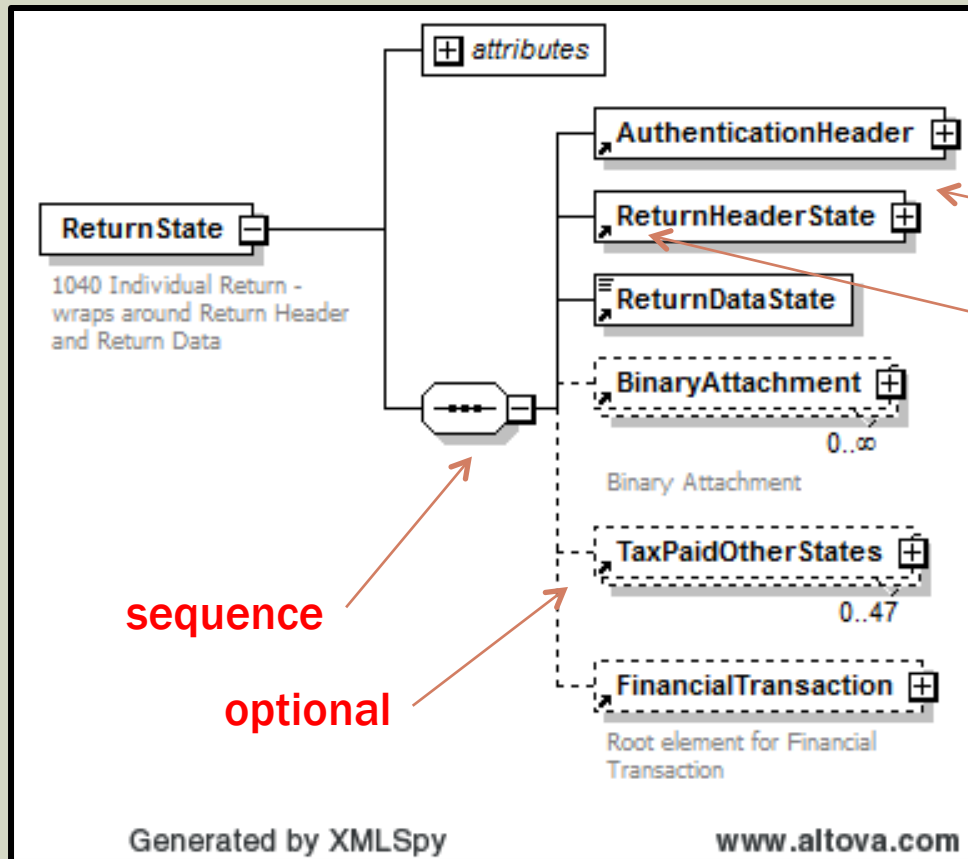 attributes
AuthenticationHeader
ReturnHeaderState
ReturnState
1040 Individual Return -
wraps around Return Header
and Return Data
ReturnDataState
BinaryAttachment
0..∞
Binary Attachment
TaxPaidOtherStates
0..47
sequence
optional
FinancialTransaction
Root element for Financial
Transaction
Generated by XMLSpy
www.altova.com